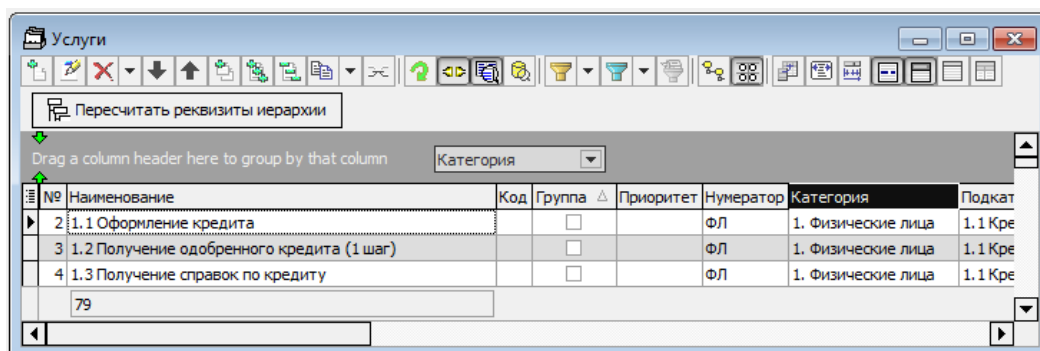 Услуги
Пересчитать реквизиты иерархии
Drag a column header here to group by that column Категория
№ Наименование Код Группа Приоритет Нумератор Категория Подкат
2 1.1 Оформление кредита ФЛ 1. Физические лица 1.1 Кре
3 1.2 Получение одобренного кредита (1 шаг) ФЛ 1. Физические лица 1.1 Кре
4 1.3 Получение справок по кредиту ФЛ 1. Физические лица 1.1 Кре
79